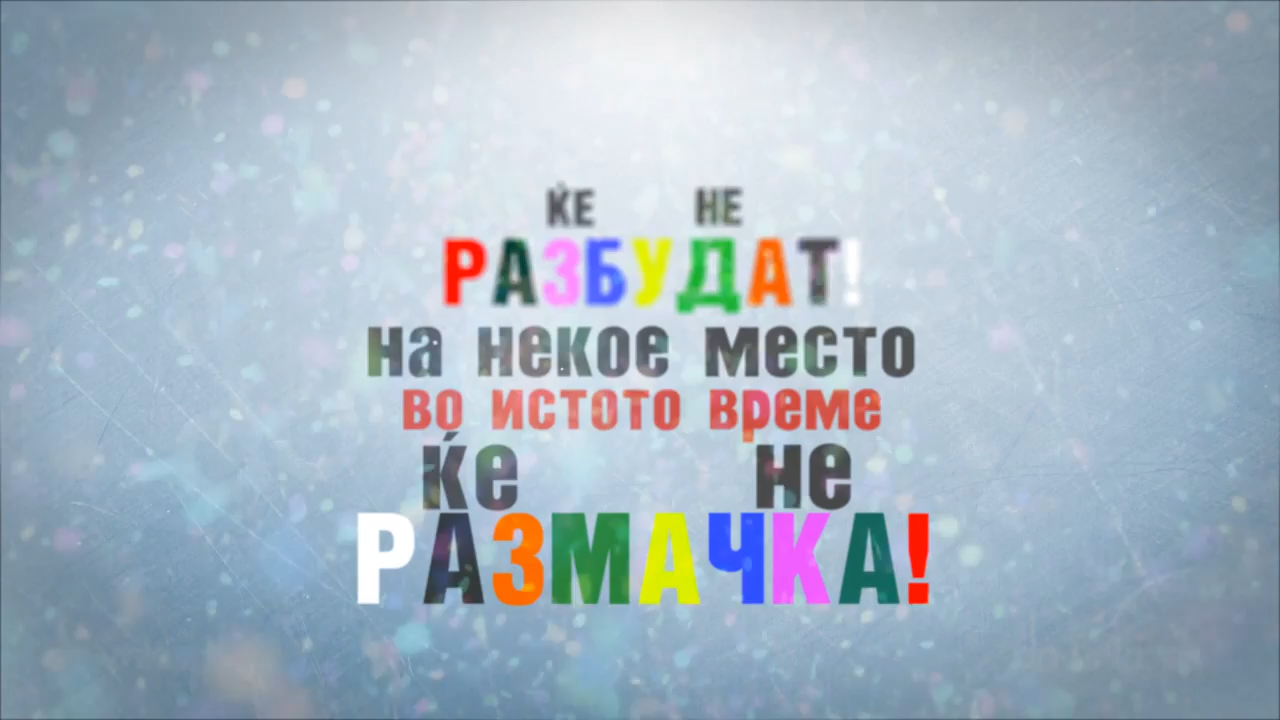 ЌЕ НЕ
РАЗБУДАТ!
на некое место
во истото време
ќе не
РАЗМАЧКА!